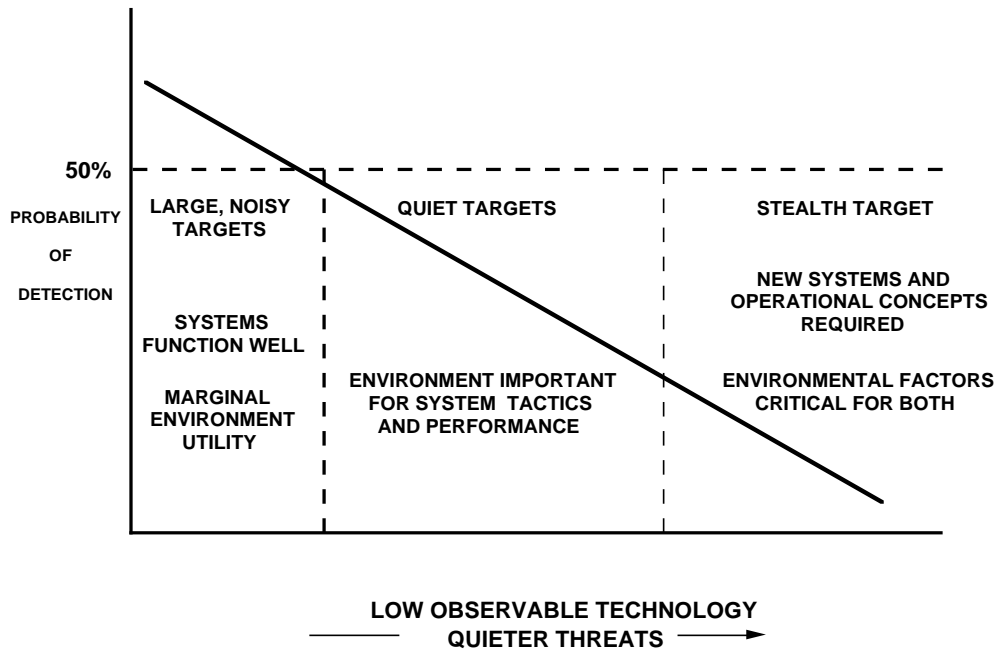 50%
PROBABILITY
OF
DETECTION
LARGE, NOISY
TARGETS
SYSTEMS
FUNCTION WELL
MARGINAL
ENVIRONMENT
UTILITY
QUIET TARGETS
ENVIRONMENT IMPORTANT
FOR SYSTEM TACTICS
AND PERFORMANCE
STEALTH TARGET
NEW SYSTEMS AND
OPERATIONAL CONCEPTS
REQUIRED
ENVIRONMENTAL FACTORS
CRITICAL FOR BOTH
LOW OBSERVABLE TECHNOLOGY
QUIETER THREATS